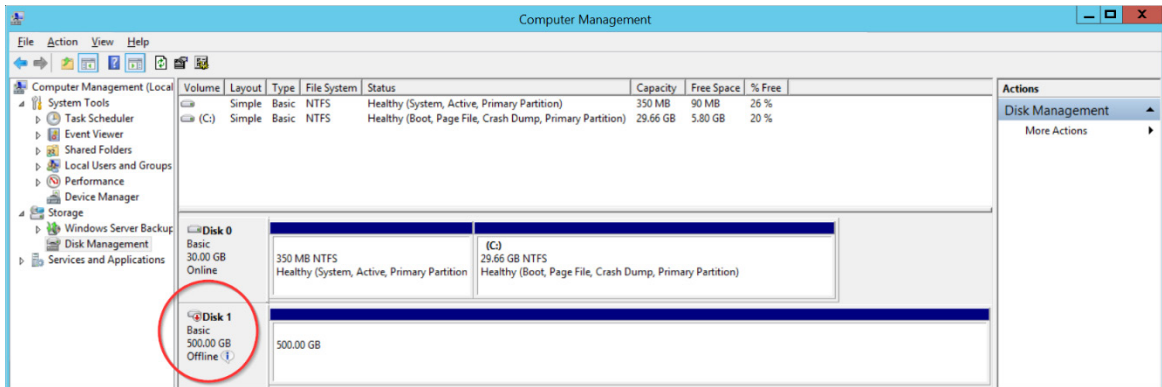 Computer Management
File Action View Help
Computer Management (Local
System Tools
Task Scheduler
Event Viewer
Shared Folders
Local Users and Groups
Performance
Device Manager
Storage
Windows Server Backup
Disk Management
Services and Applications
Volume Layout Type File System Status Capacity Free Space % Free
Simple Basic NTFS Healthy (System, Active, Primary Partition) 350 MB 90 MB 26 %
(C:) Simple Basic NTFS Healthy (Boot, Page File, Crash Dump, Primary Partition) 29.66 GB 5.80 GB 20 %
Disk 0
Basic
30.00 GB
Online
350 MB NTFS
Healthy (System, Active, Primary Partition
(C:)
29.66 GB NTFS
Healthy (Boot, Page File, Crash Dump, Primary Partition)
Disk 1
Basic
500.00 GB
Offline
500.00 GB
Actions
Disk Management
More Actions